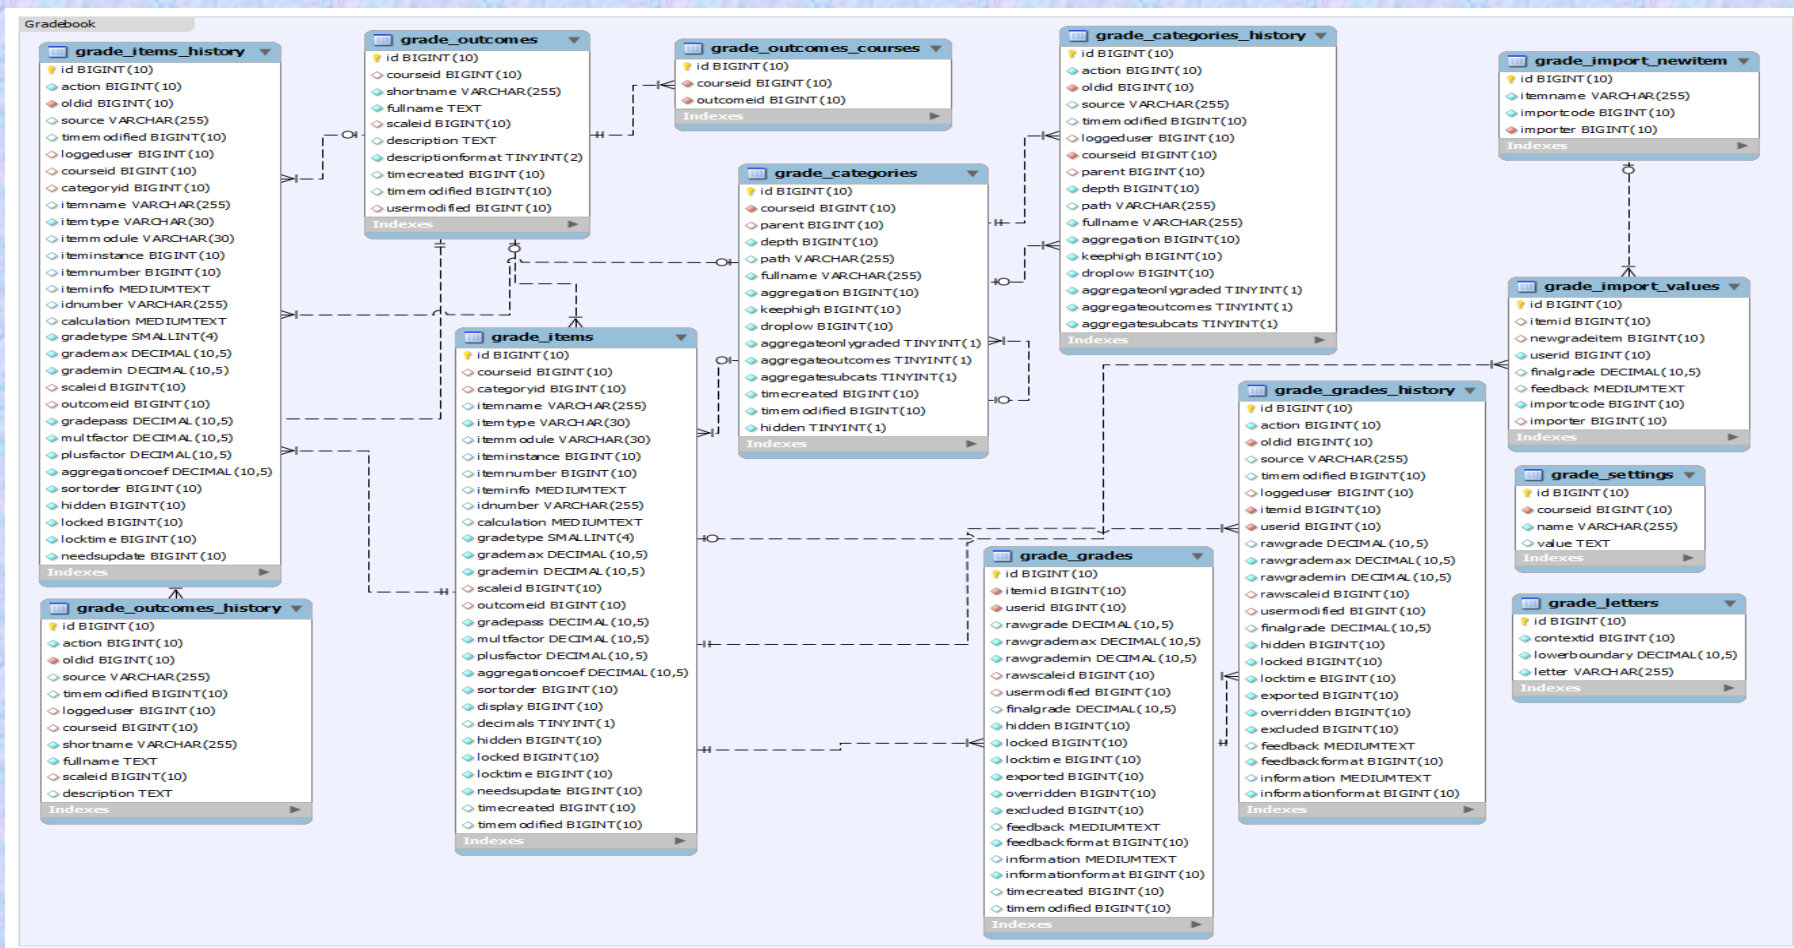 Gradebook
grade_items_history
id BIGINT(10)
action BIGINT(10)
oldid BIGINT(10)
source VARCHAR(255)
timemodified BIGINT(10)
loggeduser BIGINT(10)
courseid BIGINT(10)
categoryid BIGINT(10)
itemname VARCHAR(255)
itemtype VARCHAR(30)
itemmodule VARCHAR(30)
iteminstance BIGINT(10)
itemnumber BIGINT(10)
iteminfo MEDIUMTEXT
idnumber VARCHAR(255)
calculation MEDIUMTEXT
gradetype SMALLINT(4)
grademax DECIMAL(10,5)
grademin DECIMAL(10,5)
scaleid BIGINT(10)
outcomeid BIGINT(10)
gradepass DECIMAL(10,5)
multfactor DECIMAL(10,5)
plusfactor DECIMAL(10,5)
aggregationcoef DECIMAL(10,5)
sortorder BIGINT(10)
hidden BIGINT(10)
locked BIGINT(10)
locktime BIGINT(10)
needsupdate BIGINT(10)
Indexes
grade_outcomes_history
id BIGINT(10)
action BIGINT(10)
oldid BIGINT(10)
source VARCHAR(255)
timemodified BIGINT(10)
loggeduser BIGINT(10)
courseid BIGINT(10)
shortname VARCHAR(255)
fullname TEXT
scaleid BIGINT(10)
description TEXT
Indexes
grade_outcomes
id BIGINT(10)
courseid BIGINT(10)
shortname VARCHAR(255)
fullname TEXT
scaleid BIGINT(10)
description TEXT
descriptionformat TINYINT(2)
timecreated BIGINT(10)
timemodified BIGINT(10)
usermodified BIGINT(10)
Indexes
grade_items
id BIGINT(10)
courseid BIGINT(10)
categoryid BIGINT(10)
itemname VARCHAR(255)
itemtype VARCHAR(30)
itemmodule VARCHAR(30)
iteminstance BIGINT(10)
itemnumber BIGINT(10)
iteminfo MEDIUMTEXT
idnumber VARCHAR(255)
calculation MEDIUMTEXT
gradetype SMALLINT(4)
grademax DECIMAL(10,5)
grademin DECIMAL(10,5)
scaleid BIGINT(10)
outcomeid BIGINT(10)
gradepass DECIMAL(10,5)
multfactor DECIMAL(10,5)
plusfactor DECIMAL(10,5)
aggregationcoef DECIMAL(10,5)
sortorder BIGINT(10)
display BIGINT(10)
decimals TINYINT(1)
hidden BIGINT(10)
locked BIGINT(10)
locktime BIGINT(10)
needsupdate BIGINT(10)
timecreated BIGINT(10)
timemodified BIGINT(10)
Indexes
grade_outcomes_courses
id BIGINT(10)
courseid BIGINT(10)
outcomeid BIGINT(10)
Indexes
grade_categories
id BIGINT(10)
courseid BIGINT(10)
parent BIGINT(10)
depth BIGINT(10)
path VARCHAR(255)
fullname VARCHAR(255)
aggregation BIGINT(10)
keephigh BIGINT(10)
droplow BIGINT(10)
aggregateonlygraded TINYINT(1)
aggregateoutcomes TINYINT(1)
aggregatesubcats TINYINT(1)
timecreated BIGINT(10)
timemodified BIGINT(10)
hidden TINYINT(1)
Indexes
grade_categories_history
id BIGINT(10)
action BIGINT(10)
oldid BIGINT(10)
source VARCHAR(255)
timemodified BIGINT(10)
loggeduser BIGINT(10)
courseid BIGINT(10)
parent BIGINT(10)
depth BIGINT(10)
path VARCHAR(255)
fullname VARCHAR(255)
aggregation BIGINT(10)
keephigh BIGINT(10)
droplow BIGINT(10)
aggregateonlygraded TINYINT(1)
aggregateoutcomes TINYINT(1)
aggregatesubcats TINYINT(1)
Indexes
grade_grades
id BIGINT(10)
itemid BIGINT(10)
userid BIGINT(10)
rawgrade DECIMAL(10,5)
rawgrademax DECIMAL(10,5)
rawgrademin DECIMAL(10,5)
rawscaleid BIGINT(10)
usermodified BIGINT(10)
finalgrade DECIMAL(10,5)
hidden BIGINT(10)
locked BIGINT(10)
locktime BIGINT(10)
exported BIGINT(10)
overridden BIGINT(10)
excluded BIGINT(10)
feedback MEDIUMTEXT
feedbackformat BIGINT(10)
information MEDIUMTEXT
informationformat BIGINT(10)
timecreated BIGINT(10)
timemodified BIGINT(10)
Indexes
grade_grades_history
id BIGINT(10)
action BIGINT(10)
oldid BIGINT(10)
source VARCHAR(255)
timemodified BIGINT(10)
loggeduser BIGINT(10)
itemid BIGINT(10)
userid BIGINT(10)
rawgrade DECIMAL(10,5)
rawgrademax DECIMAL(10,5)
rawgrademin DECIMAL(10,5)
rawscaleid BIGINT(10)
usermodified BIGINT(10)
finalgrade DECIMAL(10,5)
hidden BIGINT(10)
locked BIGINT(10)
locktime BIGINT(10)
exported BIGINT(10)
overridden BIGINT(10)
excluded BIGINT(10)
feedback MEDIUMTEXT
feedbackformat BIGINT(10)
information MEDIUMTEXT
informationformat BIGINT(10)
Indexes
grade_import_newitem
id BIGINT(10)
itemname VARCHAR(255)
importcode BIGINT(10)
importer BIGINT(10)
Indexes
grade_import_values
id BIGINT(10)
itemid BIGINT(10)
newgradeitem BIGINT(10)
userid BIGINT(10)
finalgrade DECIMAL(10,5)
feedback MEDIUMTEXT
importcode BIGINT(10)
importer BIGINT(10)
Indexes
grade_settings
id BIGINT(10)
courseid BIGINT(10)
name VARCHAR(255)
value TEXT
Indexes
grade_letters
id BIGINT(10)
contextid BIGINT(10)
lowerboundary DECIMAL(10,5)
letter VARCHAR(255)
Indexes